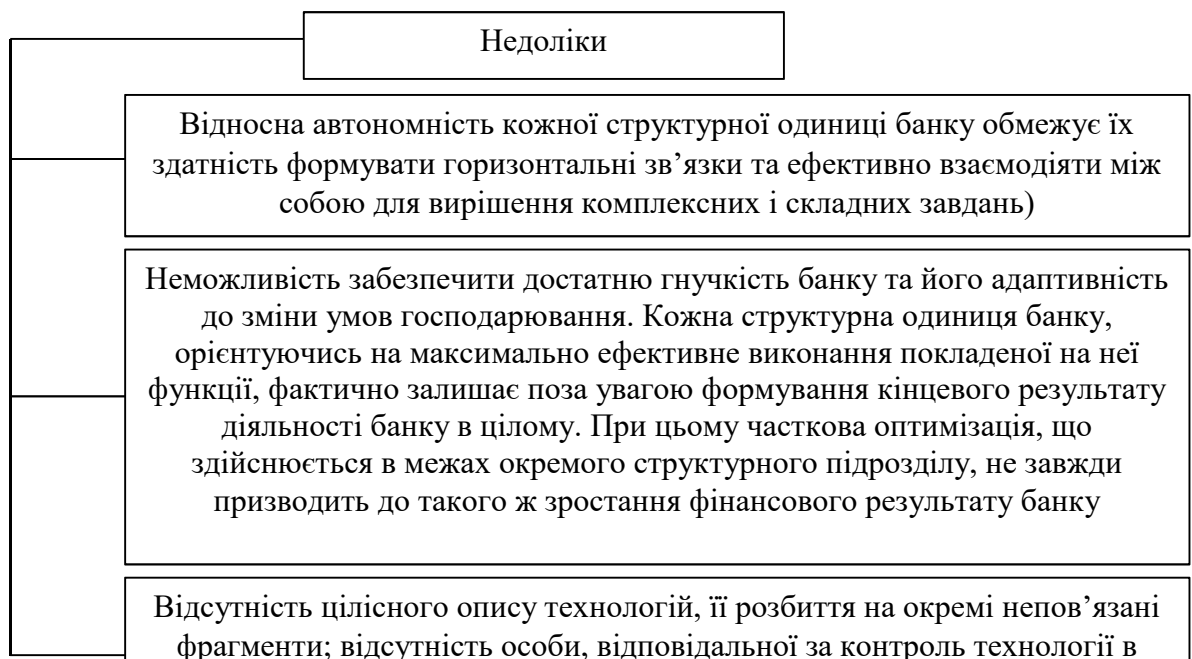 Недоліки
Відносна автономність кожної структурної одиниці банку обмежує їх
здатність формувати горизонтальні зв’язки та ефективно взаємодіяти між
собою для вирішення комплексних і складних завдань)
Неможливість забезпечити достатню гнучкість банку та його адаптивність
до зміни умов господарювання. Кожна структурна одиниця банку,
орієнтуючись на максимально ефективне виконання покладеної на неї
функції, фактично залишає поза увагою формування кінцевого результату
діяльності банку в цілому. При цьому часткова оптимізація, що
здійснюється в межах окремого структурного підрозділу, не завжди
призводить до такого ж зростання фінансового результату банку
Відсутність цілісного опису технологій, її розбиття на окремі непов’язані
фрагменти; відсутність особи, відповідальної за контроль технології в